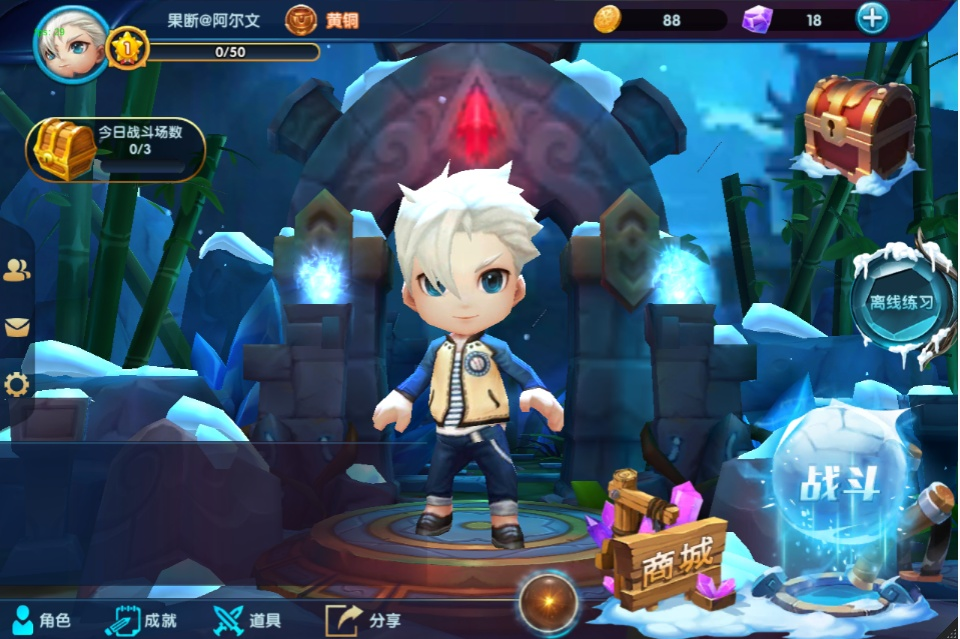 果断@阿尔文
黄铜
88
18
1
0/50
今日战斗场数
0/3
离线练习
战斗
商城
角色
成就
道具
分享